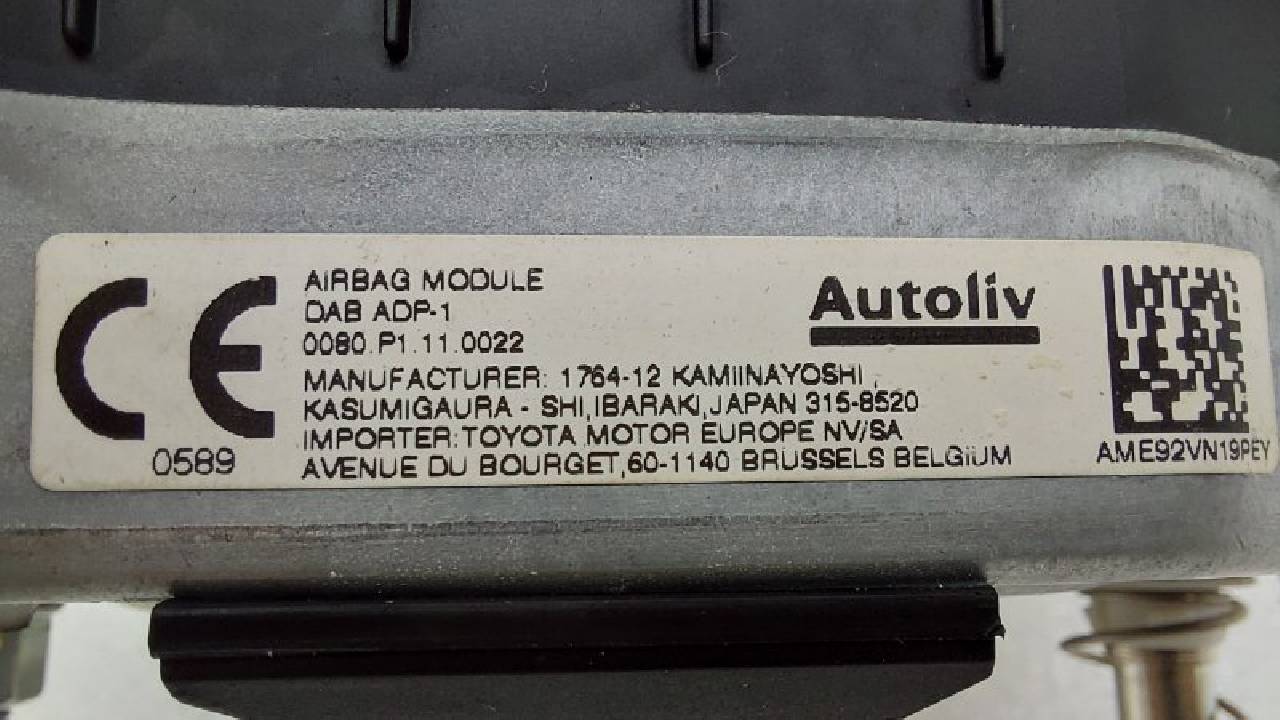 CE
0589
AIRBAG MODULE
DAB ADP-1
0080.P1.11.0022
MANUFACTURER: 1764-12 KAMIINAYOSHI,
KASUMIGAURA - SHI,IBARAKI,JAPAN 315-8520
IMPORTER:TOYOTA MOTOR EUROPE NV/SA
AVENUE DU BOURGET,60-1140 BRUSSELS BELGIUM
Autoliv
AME92VN19PEY